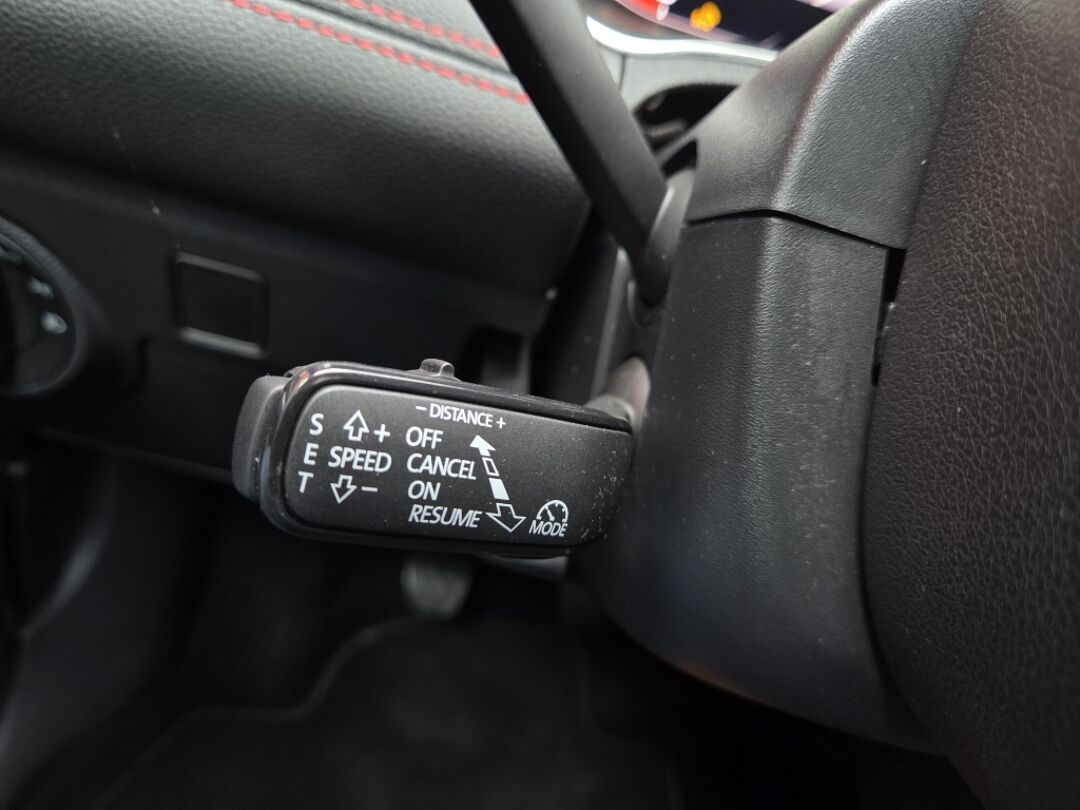 - DISTANCE +
S
E
T
+
SPEED
-
OFF
CANCEL
ON
RESUME
MODE